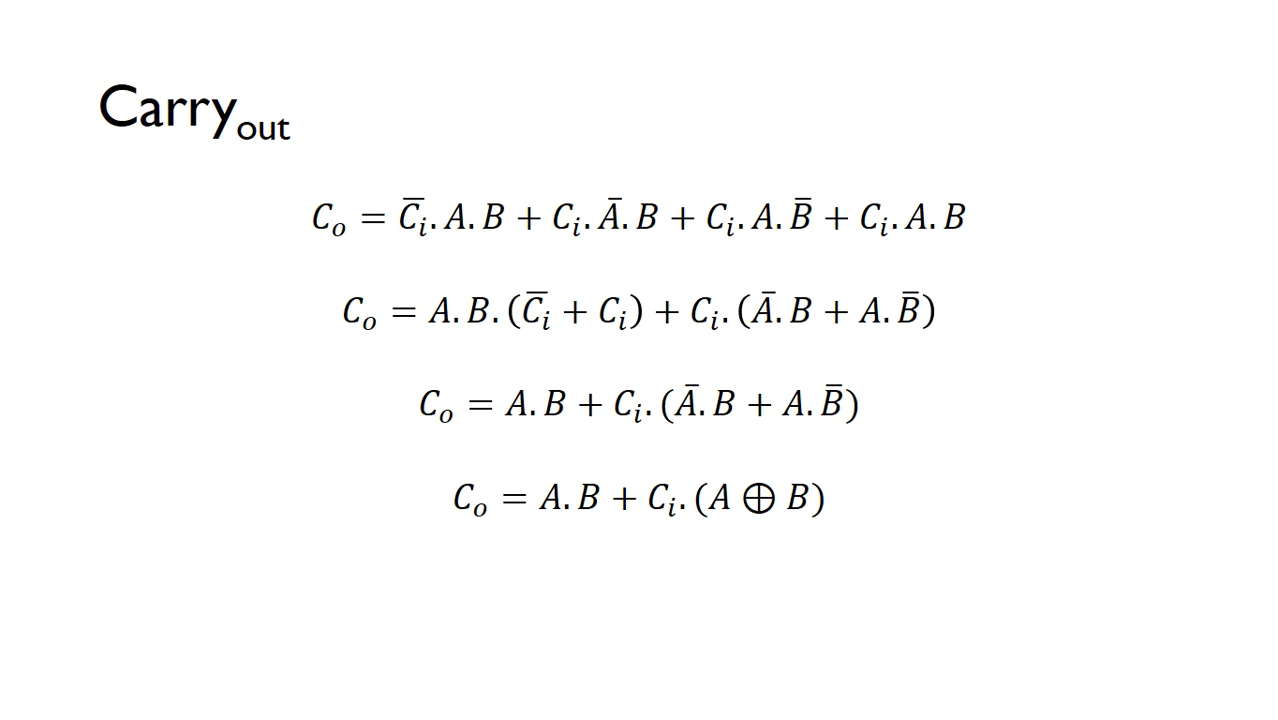 Carry_out
C_o = C̅_i. A. B + C_i. A̅. B + C_i. A. B̅ + C_i. A. B
C_o = A. B. (C̅_i + C_i) + C_i. (A̅. B + A. B̅)
C_o = A. B + C_i. (A̅. B + A. B̅)
C_o = A. B + C_i. (A ⊕ B)